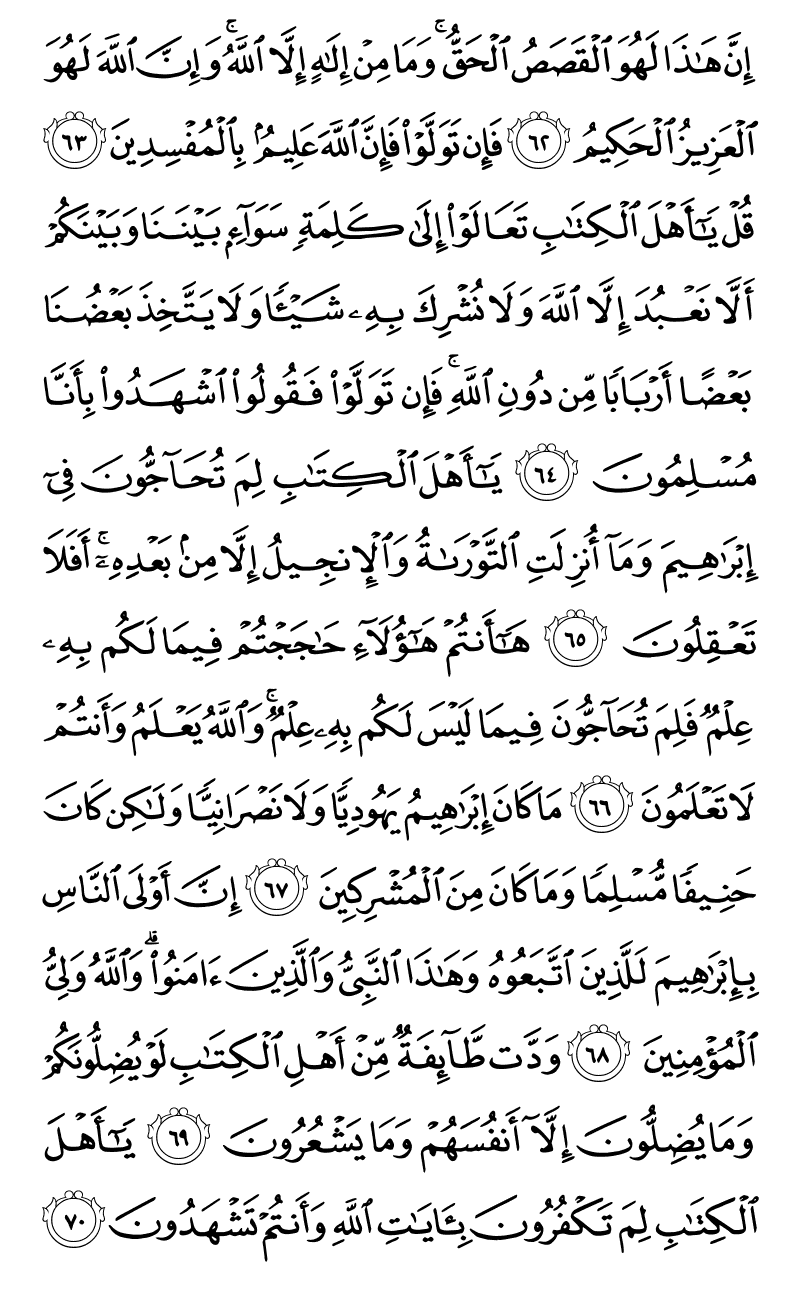 إِنَّ هَٰذَا لَهُوَ ٱلْقَصَصُ ٱلْحَقُّ ۚ وَمَا مِنْ إِلَٰهٍ إِلَّا ٱللَّهُ ۚ وَإِنَّ ٱللَّهَ لَهُوَ
ٱلْعَزِيزُ ٱلْحَكِيمُ ٦٢ فَإِن تَوَلَّوْا۟ فَإِنَّ ٱللَّهَ عَلِيمٌۢ بِٱلْمُفْسِدِينَ ٦٣
قُلْ يَٰٓأَهْلَ ٱلْكِتَٰبِ تَعَالَوْا۟ إِلَىٰ كَلِمَةٍ سَوَآءٍۭ بَيْنَنَا وَبَيْنَكُمْ
أَلَّا نَعْبُدَ إِلَّا ٱللَّهَ وَلَا نُشْرِكَ بِهِۦ شَيْـًٔا وَلَا يَتَّخِذَ بَعْضُنَا
بَعْضًا أَرْبَابًا مِّن دُونِ ٱللَّهِ ۚ فَإِن تَوَلَّوْا۟ فَقُولُوا۟ ٱشْهَدُوا۟ بِأَنَّا
مُسْلِمُونَ ٦٤ يَٰٓأَهْلَ ٱلْكِتَٰبِ لِمَ تُحَآجُّونَ فِىٓ
إِبْرَٰهِيمَ وَمَآ أُنزِلَتِ ٱلتَّوْرَىٰةُ وَٱلْإِنجِيلُ إِلَّا مِنۢ بَعْدِهِۦٓ ۚ أَفَلَا
تَعْقِلُونَ ٦٥ هَٰٓأَنتُمْ هَٰٓؤُلَآءِ حَٰجَجْتُمْ فِيمَا لَكُم بِهِۦ
عِلْمٌ فَلِمَ تُحَآجُّونَ فِيمَا لَيْسَ لَكُم بِهِۦ عِلْمٌ ۚ وَٱللَّهُ يَعْلَمُ وَأَنتُمْ
لَا تَعْلَمُونَ ٦٦ مَا كَانَ إِبْرَٰهِيمُ يَهُودِيًّا وَلَا نَصْرَانِيًّا وَلَٰكِن كَانَ
حَنِيفًا مُّسْلِمًا وَمَا كَانَ مِنَ ٱلْمُشْرِكِينَ ٦٧ إِنَّ أَوْلَى ٱلنَّاسِ
بِإِبْرَٰهِيمَ لَلَّذِينَ ٱتَّبَعُوهُ وَهَٰذَا ٱلنَّبِىُّ وَٱلَّذِينَ ءَامَنُوا۟ ۗ وَٱللَّهُ وَلِىُّ
ٱلْمُؤْمِنِينَ ٦٨ وَدَّت طَّآئِفَةٌ مِّنْ أَهْلِ ٱلْكِتَٰبِ لَوْ يُضِلُّونَكُمْ
وَمَا يُضِلُّونَ إِلَّآ أَنفُسَهُمْ وَمَا يَشْعُرُونَ ٦٩ يَٰٓأَهْلَ
ٱلْكِتَٰبِ لِمَ تَكْفُرُونَ بِـَٔايَٰتِ ٱللَّهِ وَأَنتُمْ تَشْهَدُونَ ٧٠